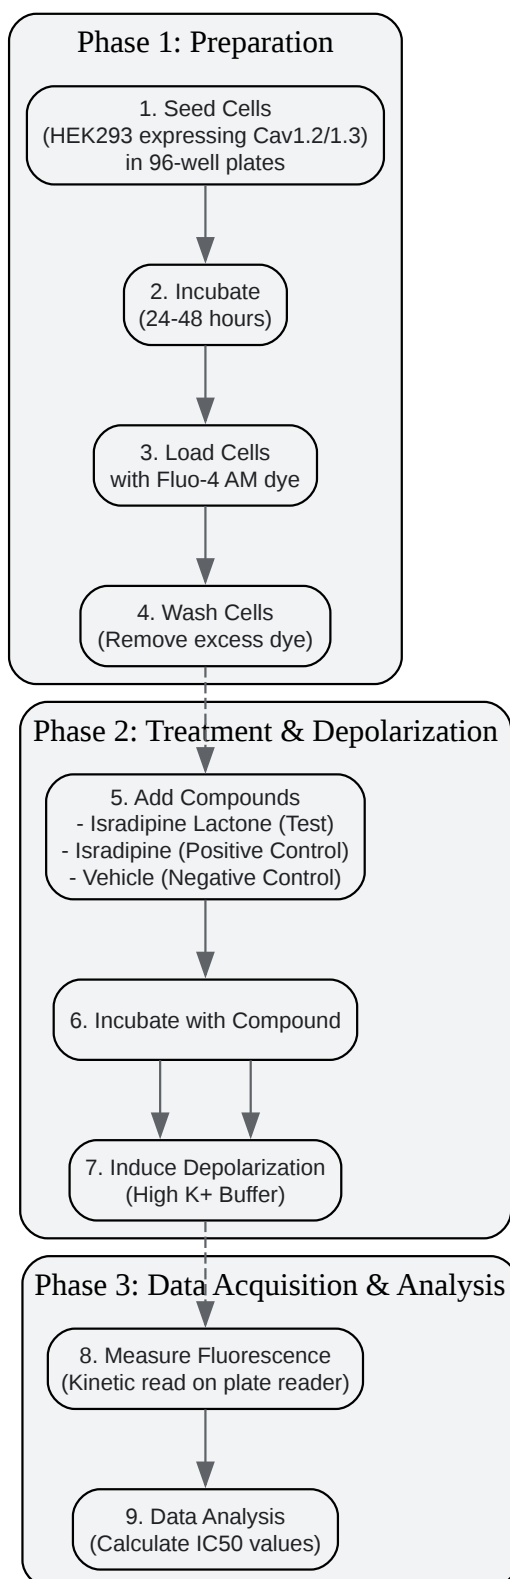 Phase 1: Preparation
1. Seed Cells
(HEK293 expressing Cav1.2/1.3)
in 96-well plates
2. Incubate
(24-48 hours)
3. Load Cells
with Fluo-4 AM dye
4. Wash Cells
(Remove excess dye)
Phase 2: Treatment & Depolarization
5. Add Compounds
- Isradipine Lactone (Test)
- Isradipine (Positive Control)
- Vehicle (Negative Control)
6. Incubate with Compound
7. Induce Depolarization
(High K+ Buffer)
Phase 3: Data Acquisition & Analysis
8. Measure Fluorescence
(Kinetic read on plate reader)
9. Data Analysis
(Calculate IC50 values)